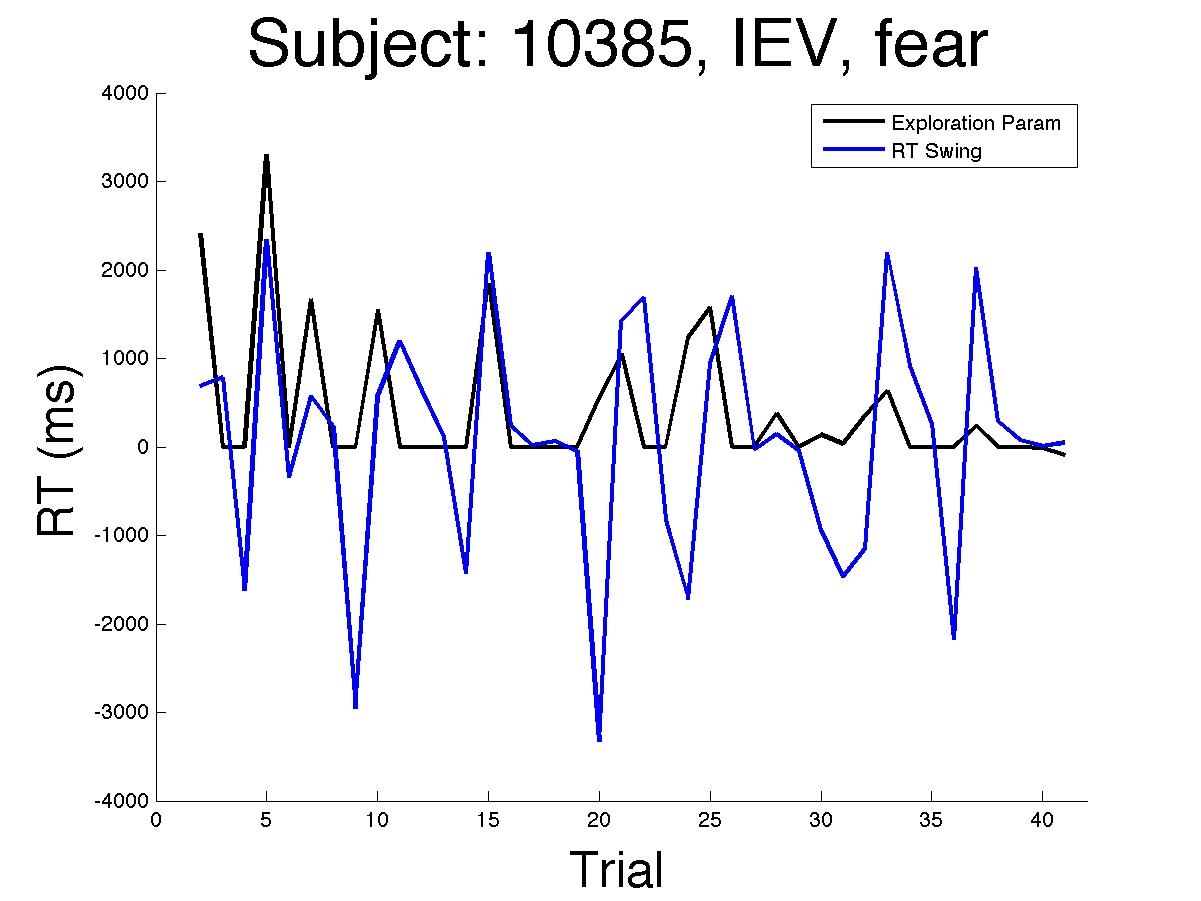 Subject: 10385, IEV, fear
Exploration Param
RT Swing
4000
3000
2000
1000
0
-1000
-2000
-3000
-4000
RT (ms)
0 5 10 15 20 25 30 35 40
Trial